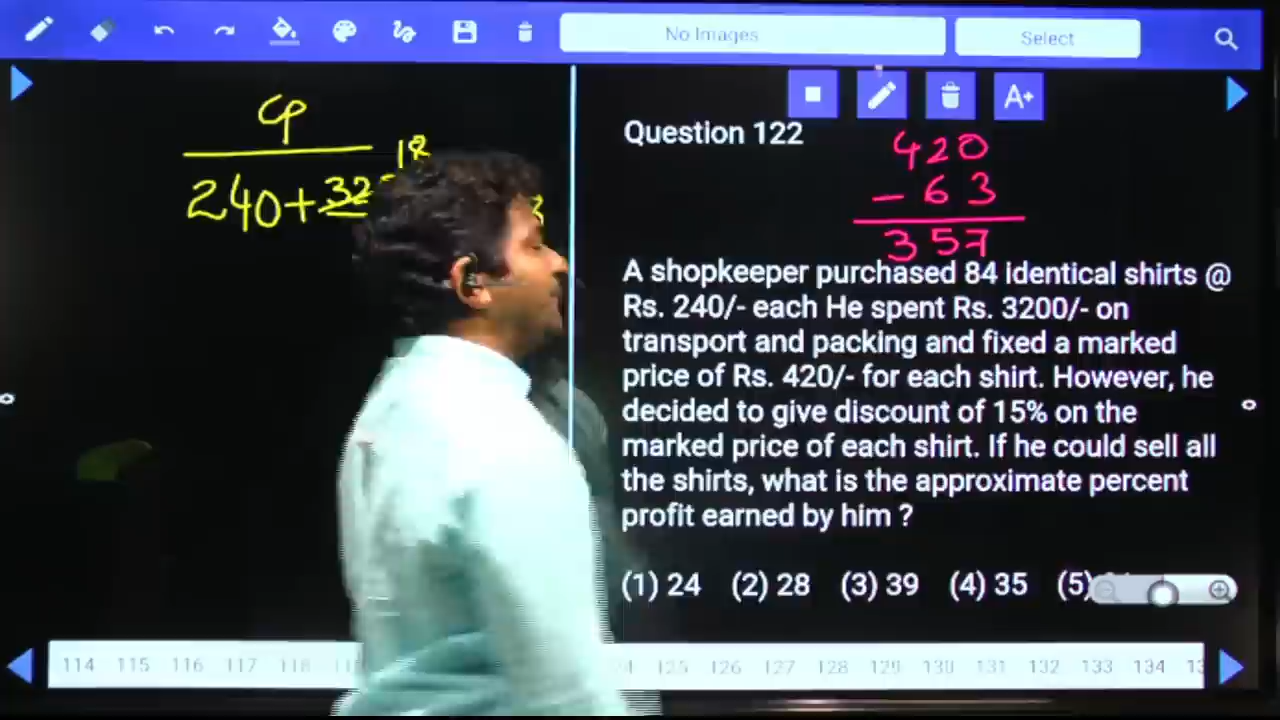 No Images
Select
A+
CP
12
240+32
3
Question 122
420
- 63
357
A shopkeeper purchased 84 identical shirts @
Rs. 240/- each He spent Rs. 3200/- on
transport and packing and fixed a marked
price of Rs. 420/- for each shirt. However, he
decided to give discount of 15% on the
marked price of each shirt. If he could sell all
the shirts, what is the approximate percent
profit earned by him ?
(1) 24 (2) 28 (3) 39 (4) 35 (5)
114 115 116 117 118 125 126 127 128 129 130 131 132 133 134